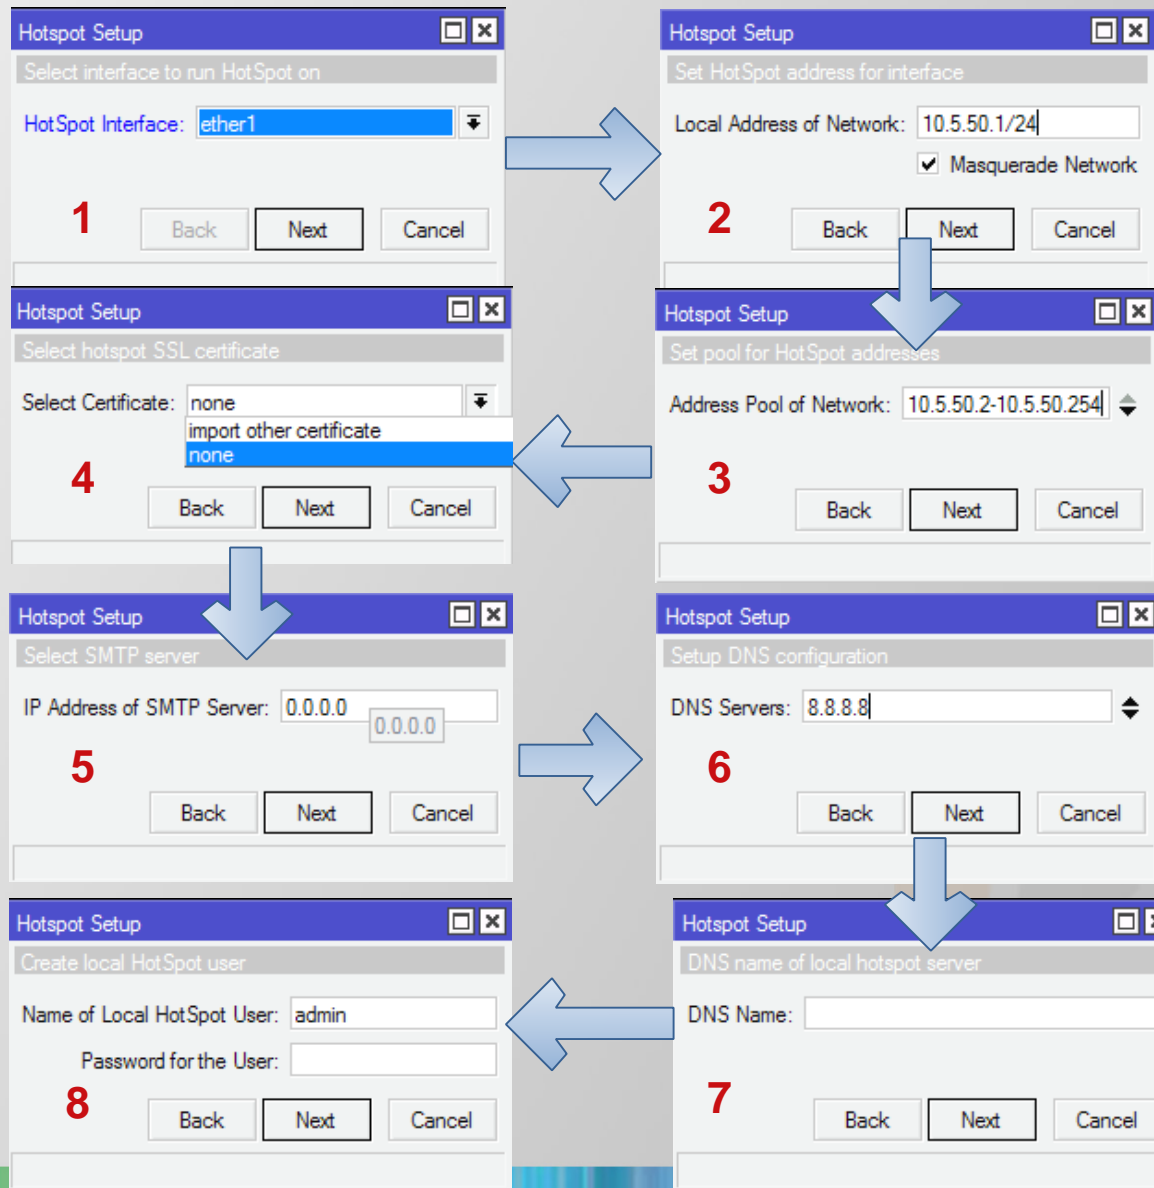 Hotspot Setup
Select interface to run HotSpot on
HotSpot Interface: ether1
1
Back Next Cancel
Hotspot Setup
Set HotSpot address for interface
Local Address of Network: 10.5.50.1/24
Masquerade Network
2
Back Next Cancel
Hotspot Setup
Set pool for HotSpot addresses
Address Pool of Network: 10.5.50.2-10.5.50.254
3
Back Next Cancel
Hotspot Setup
Select hotspot SSL certificate
Select Certificate: none
import other certificate
none
4
Back Next Cancel
Hotspot Setup
Select SMTP server
IP Address of SMTP Server: 0.0.0.0
0.0.0.0
5
Back Next Cancel
Hotspot Setup
Setup DNS configuration
DNS Servers: 8.8.8.8
6
Back Next Cancel
Hotspot Setup
DNS name of local hotspot server
DNS Name:
7
Back Next Cancel
Hotspot Setup
Create local HotSpot user
Name of Local HotSpot User: admin
Password for the User:
8
Back Next Cancel